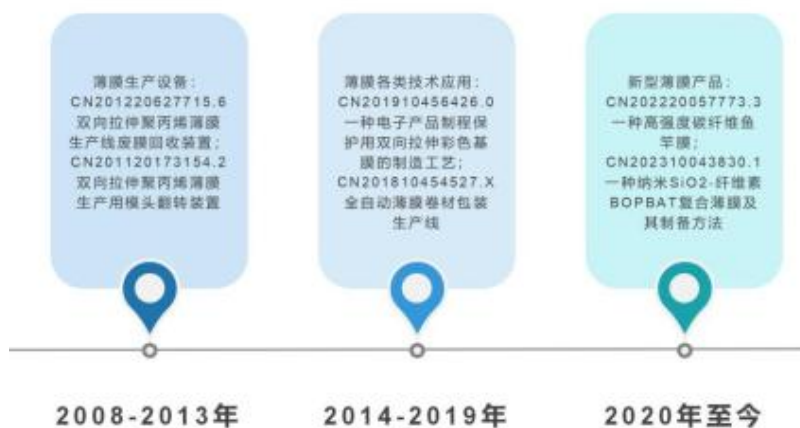 薄膜生产设备：
CN201220627715.6
双向拉伸聚丙烯薄膜
生产线废膜回收装置；
CN201120173154.2
双向拉伸聚丙烯薄膜
生产用模头翻转装置
薄膜各类技术应用：
CN201910456426.0
一种电子产品制程保
护用双向拉伸彩色基
膜的制造工艺；
CN201810454527.X
全自动薄膜卷材包装
生产线
新型薄膜产品：
CN202220057773.3
一种高强度碳纤维鱼
竿膜；
CN202310043830.1
一种纳米SiO2-纤维素
BOPBAT复合薄膜及
其制备方法
2008-2013年
2014-2019年
2020年至今